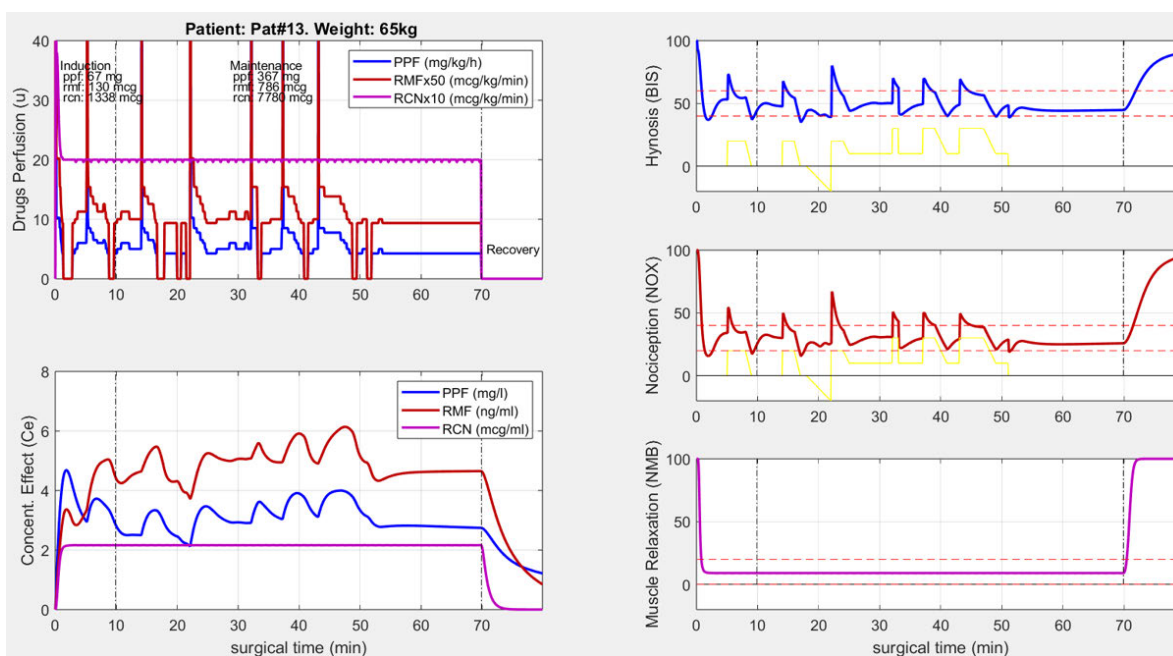 Patient: Pat#13. Weight: 65kg
Drugs Perfusion (u)
40
30
20
10
0
Induction
ppf: 67 mg
rmf: 130 mcg
rcn: 1338 mcg
Maintenance
ppf: 367 mg
rmf: 786 mcg
rcn: 7780 mcg
PPF (mg/kg/h)
RMFx50 (mcg/kg/min)
RCNx10 (mcg/kg/min)
Recovery
0 10 20 30 40 50 60 70
Concent. Effect (Ce)
8
6
4
2
0
PPF (mg/l)
RMF (ng/ml)
RCN (mcg/ml)
0 10 20 30 40 50 60 70
surgical time (min)
Hynosis (BIS)
100
50
0
0 10 20 30 40 50 60 70
Nociception (NOX)
100
50
0
0 10 20 30 40 50 60 70
Muscle Relaxation (NMB)
100
50
0
0 10 20 30 40 50 60 70
surgical time (min)